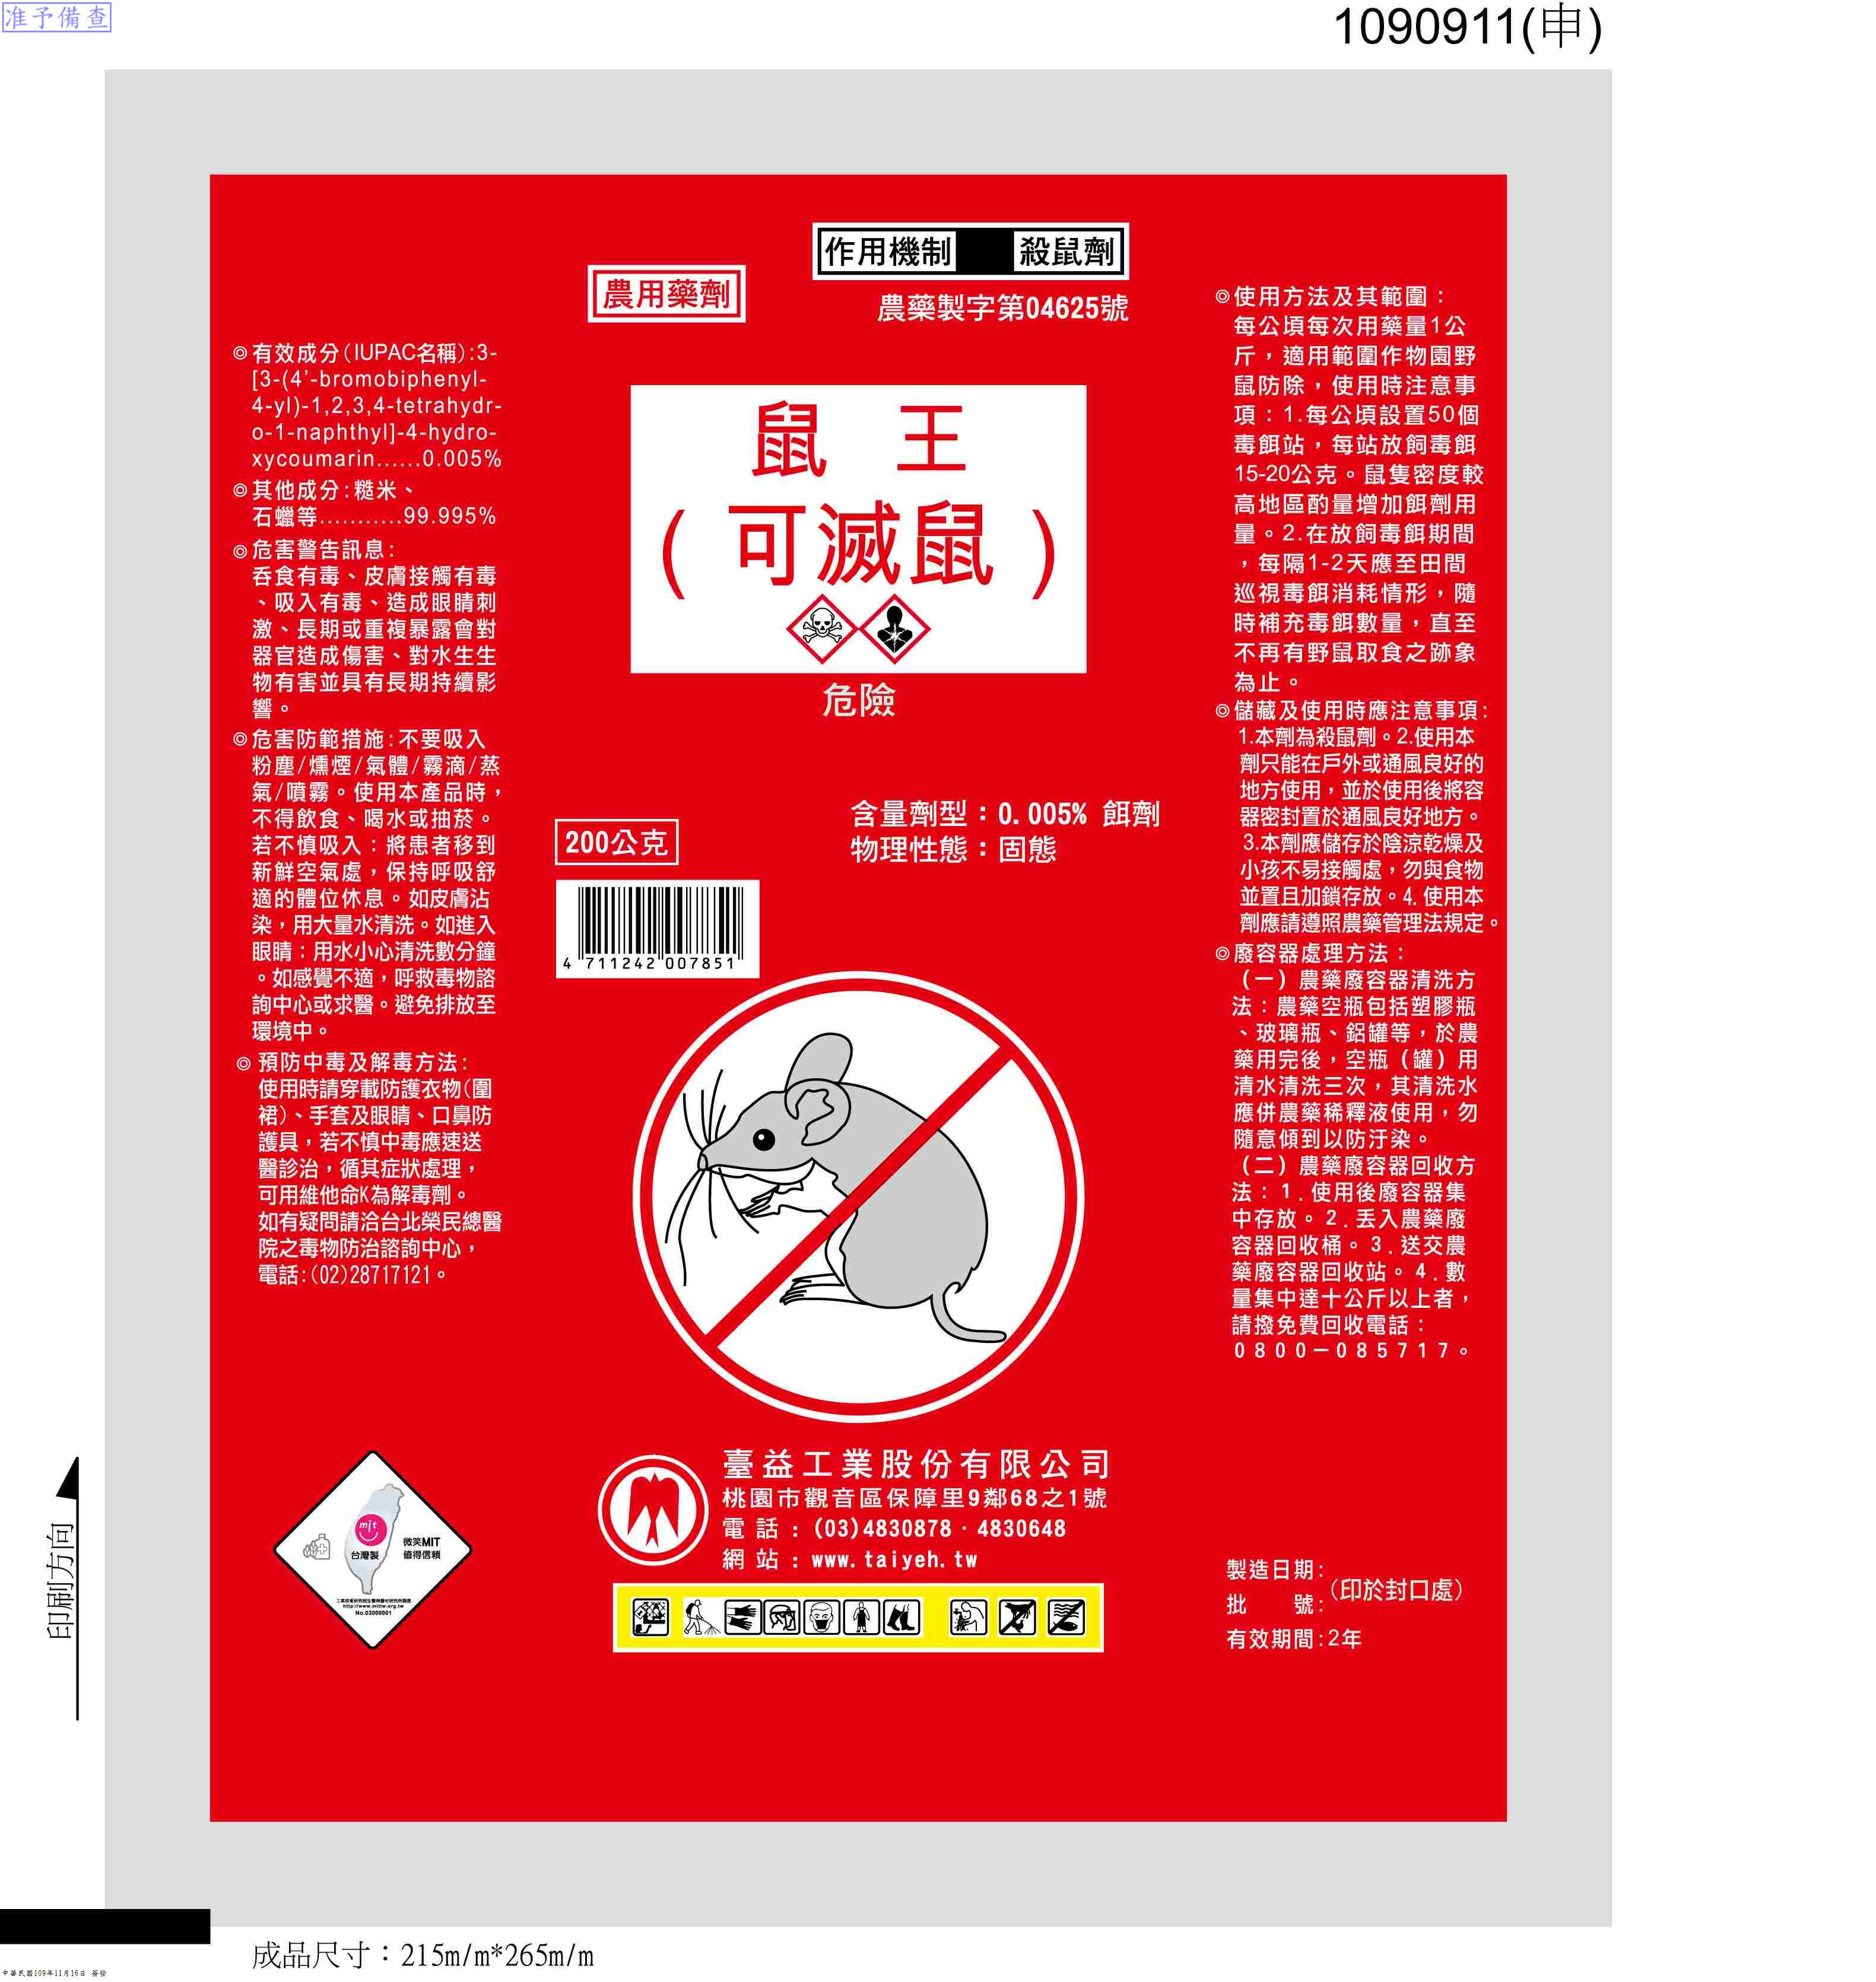 准予備查
1090911(申)
作用機制 殺鼠劑
農用藥劑
農藥製字第04625號
◎有效成分(IUPAC名稱):3-
[3-(4’-bromobiphenyl-
4-yl)-1,2,3,4-tetrahydr-
o-1-naphthyl]-4-hydro-
xycoumarin......0.005%
◎其他成分:糙米、
石蠟等...........99.995%
◎危害警告訊息:
吞食有毒、皮膚接觸有毒
、吸入有毒、造成眼睛刺
激、長期或重複暴露會對
器官造成傷害、對水生生
物有害並具有長期持續影
響。
◎危害防範措施:不要吸入
粉塵/燻煙/氣體/霧滴/蒸
氣/噴霧。使用本產品時，
不得飲食、喝水或抽菸。
若不慎吸入：將患者移到
新鮮空氣處，保持呼吸舒
適的體位休息。如皮膚沾
染，用大量水清洗。如進入
眼睛：用水小心清洗數分鐘
。如感覺不適，呼救毒物諮
詢中心或求醫。避免排放至
環境中。
◎預防中毒及解毒方法:
使用時請穿載防護衣物(圍
裙)、手套及眼睛、口鼻防
護具，若不慎中毒應速送
醫診治，循其症狀處理，
可用維他命K為解毒劑。
如有疑問請洽台北榮民總醫
院之毒物防治諮詢中心，
電話:(02)28717121。
鼠 王
(可滅鼠)
危險
含量劑型：0.005% 餌劑
物理性態：固態
200公克
4 711242 007851
臺益工業股份有限公司
桃園市觀音區保障里9鄰68之1號
電話：(03)4830878‧4830648
網站：www.taiyeh.tw
◎使用方法及其範圍：
每公頃每次用藥量1公
斤，適用範圍作物園野
鼠防除，使用時注意事
項：1.每公頃設置50個
毒餌站，每站放飼毒餌
15-20公克。鼠隻密度較
高地區酌量增加餌劑用
量。2.在放飼毒餌期間
，每隔1-2天應至田間
巡視毒餌消耗情形，隨
時補充毒餌數量，直至
不再有野鼠取食之跡象
為止。
◎儲藏及使用時應注意事項:
1.本劑為殺鼠劑。2.使用本
劑只能在戶外或通風良好的
地方使用，並於使用後將容
器密封置於通風良好地方。
3.本劑應儲存於陰涼乾燥及
小孩不易接觸處，勿與食物
並置且加鎖存放。4.使用本
劑應請遵照農藥管理法規定。
◎廢容器處理方法：
（一）農藥廢容器清洗方
法：農藥空瓶包括塑膠瓶
、玻璃瓶、鋁罐等，於農
藥用完後，空瓶（罐）用
清水清洗三次，其清洗水
應併農藥稀釋液使用，勿
隨意傾到以防汙染。
（二）農藥廢容器回收方
法：1.使用後廢容器集
中存放。2.丟入農藥廢
容器回收桶。3.送交農
藥廢容器回收站。4.數
量集中達十公斤以上者，
請撥免費回收電話：
0800－085717。
製造日期:
批 號:
(印於封口處)
有效期間:2年
mit
台灣製
微笑MIT
值得信賴
http://www.mittw.org.tw
No.03000001
印刷方向
成品尺寸：215m/m*265m/m
中華民國109年11月16日 簽發